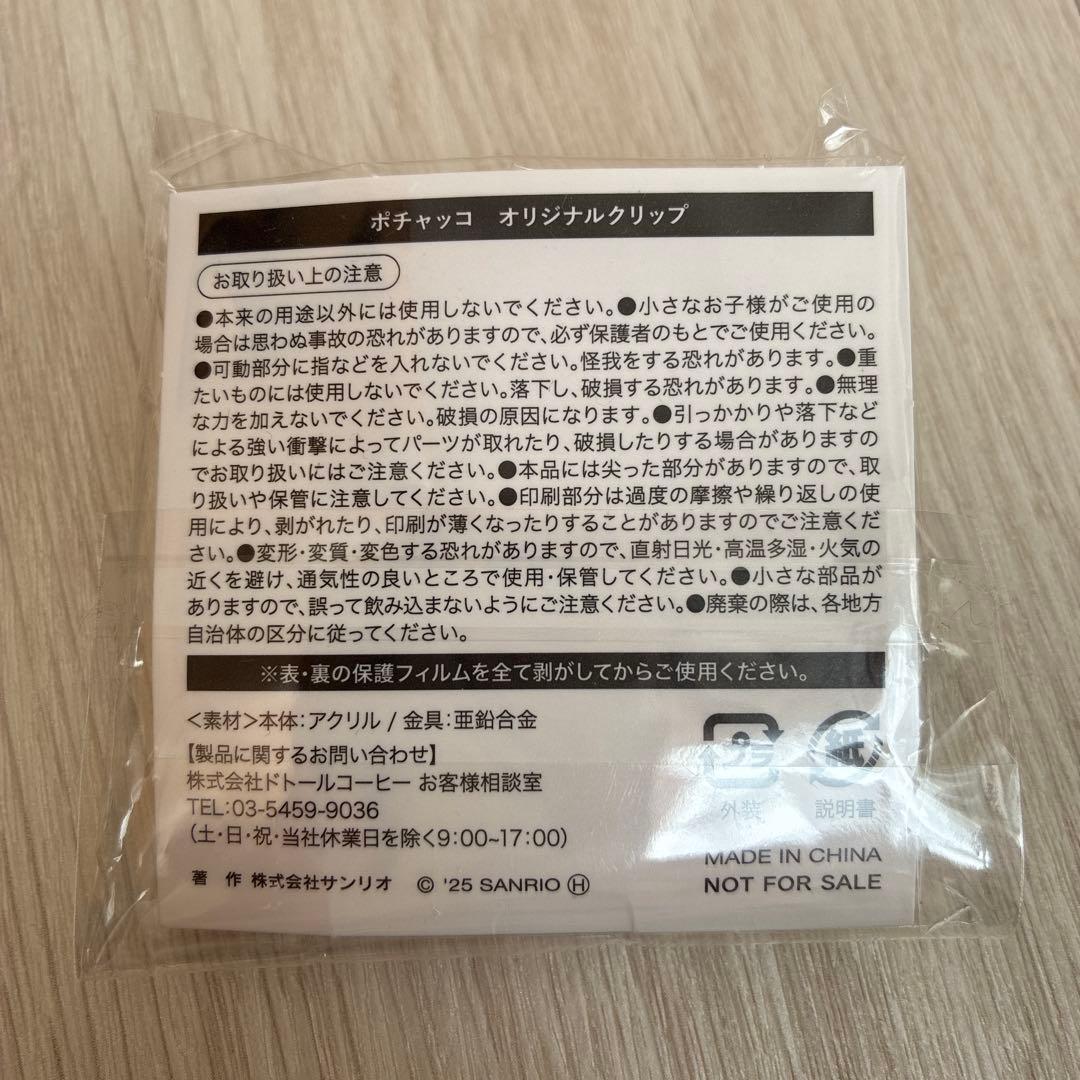 ポチャッコ　オリジナルクリップ
お取り扱い上の注意
●本来の用途以外には使用しないでください。●小さなお子様がご使用の
場合は思わぬ事故の恐れがありますので、必ず保護者のもとでご使用ください。
●可動部分に指などを入れないでください。怪我をする恐れがあります。●重
たいものには使用しないでください。落下し、破損する恐れがあります。●無理
な力を加えないでください。破損の原因になります。●引っかかりや落下など
による強い衝撃によってパーツが取れたり、破損したりする場合がありますの
でお取り扱いにはご注意ください。●本品には尖った部分がありますので、取
り扱いや保管に注意してください。●印刷部分は過度の摩擦や繰り返しの使
用により、剥がれたり、印刷が薄くなったりすることがありますのでご注意くだ
さい。●変形・変質・変色する恐れがありますので、直射日光・高温多湿・火気の
近くを避け、通気性の良いところで使用・保管してください。●小さな部品が
ありますので、誤って飲み込まないようにご注意ください。●廃棄の際は、各地方
自治体の区分に従ってください。
※表・裏の保護フィルムを全て剥がしてからご使用ください。
＜素材＞本体：アクリル / 金具：亜鉛合金
【製品に関するお問い合わせ】
株式会社ドトールコーヒー お客様相談室
TEL：03-5459-9036
（土・日・祝・当社休業日を除く9：00~17：00）
著 作 株式会社サンリオ © '25 SANRIO Ⓗ
プラ
外装
紙
説明書
MADE IN CHINA
NOT FOR SALE